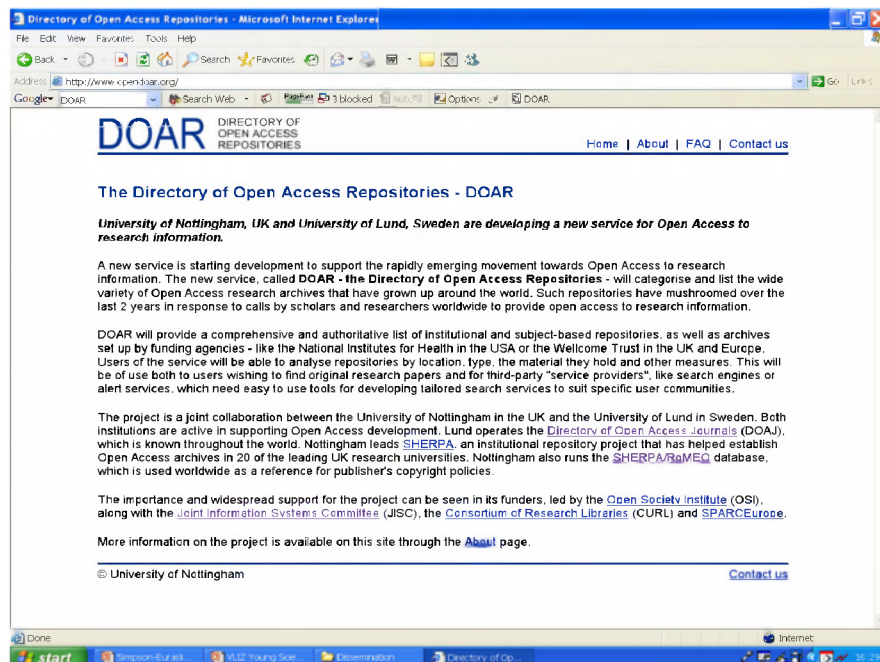 Directory of Open Access Repositories - Microsoft Internet Explorer
File Edit View Favorites Tools Help
Back Search Favorites
Address http://www.opendoar.org/ Go Links
Google DOAR Search Web PageRank 3 blocked AutoFill Options DOAR
DOAR DIRECTORY OF
OPEN ACCESS
REPOSITORIES
Home | About | FAQ | Contact us
The Directory of Open Access Repositories - DOAR
University of Nottingham, UK and University of Lund, Sweden are developing a new service for Open Access to
research information.
A new service is starting development to support the rapidly emerging movement towards Open Access to research
information. The new service, called DOAR - the Directory of Open Access Repositories - will categorise and list the wide
variety of Open Access research archives that have grown up around the world. Such repositories have mushroomed over the
last 2 years in response to calls by scholars and researchers worldwide to provide open access to research information.
DOAR will provide a comprehensive and authoritative list of institutional and subject-based repositories, as well as archives
set up by funding agencies - like the National Institutes for Health in the USA or the Wellcome Trust in the UK and Europe.
Users of the service will be able to analyse repositories by location, type, the material they hold and other measures. This will
be of use both to users wishing to find original research papers and for third-party "service providers", like search engines or
alert services, which need easy to use tools for developing tailored search services to suit specific user communities.
The project is a joint collaboration between the University of Nottingham in the UK and the University of Lund in Sweden. Both
institutions are active in supporting Open Access development. Lund operates the Directory of Open Access Journals (DOAJ),
which is known throughout the world. Nottingham leads SHERPA, an institutional repository project that has helped establish
Open Access archives in 20 of the leading UK research universities. Nottingham also runs the SHERPA/RoMEO database,
which is used worldwide as a reference for publisher's copyright policies.
The importance and widespread support for the project can be seen in its funders, led by the Open Society Institute (OSI),
along with the Joint Information Systems Committee (JISC), the Consortium of Research Libraries (CURL) and SPARCEurope.
More information on the project is available on this site through the About page.
© University of Nottingham Contact us
Done Internet
start Simpson-Eurasl... VLIZ Young Scie... Dissemination Directory of Op... 16:29